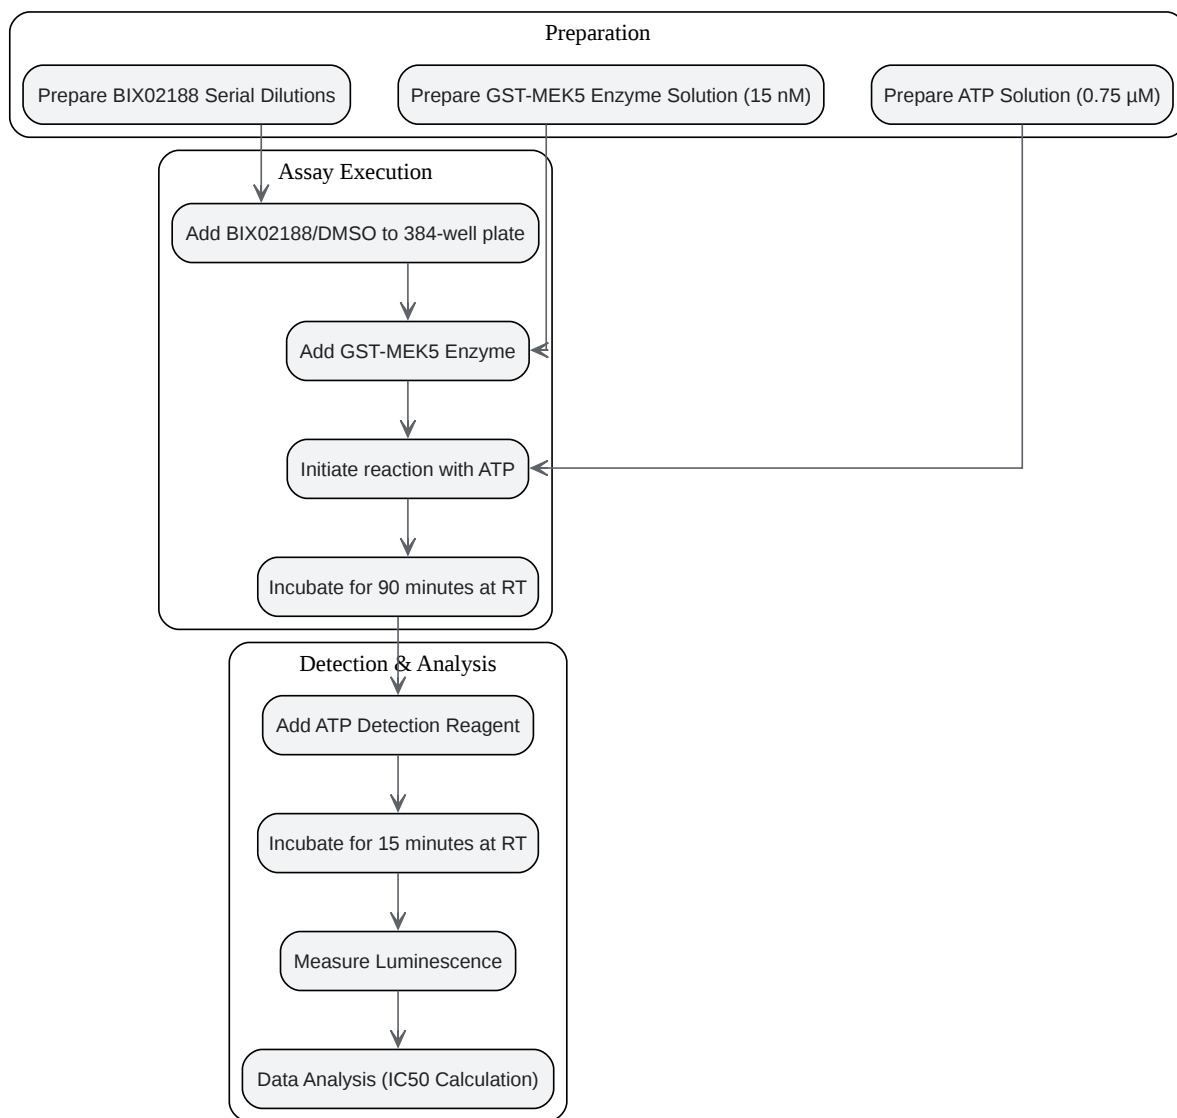 Preparation
Prepare BIX02188 Serial Dilutions
Prepare GST-MEK5 Enzyme Solution (15 nM)
Prepare ATP Solution (0.75 µM)
Assay Execution
Add BIX02188/DMSO to 384-well plate
Add GST-MEK5 Enzyme
Initiate reaction with ATP
Incubate for 90 minutes at RT
Detection & Analysis
Add ATP Detection Reagent
Incubate for 15 minutes at RT
Measure Luminescence
Data Analysis (IC50 Calculation)